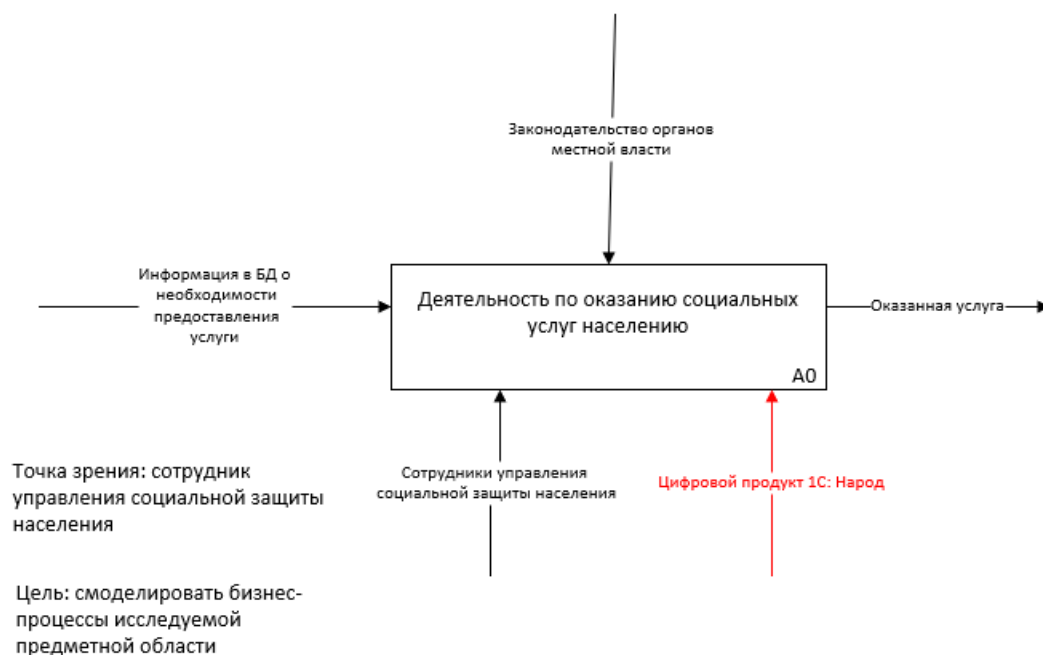 Законодательство органов
местной власти
Информация в БД о
необходимости
предоставления
услуги
Деятельность по оказанию социальных
услуг населению
А0
Оказанная услуга
Точка зрения: сотрудник
управления социальной защиты
населения
Сотрудники управления
социальной защиты населения
Цифровой продукт 1С: Народ
Цель: смоделировать бизнес-
процессы исследуемой
предметной области